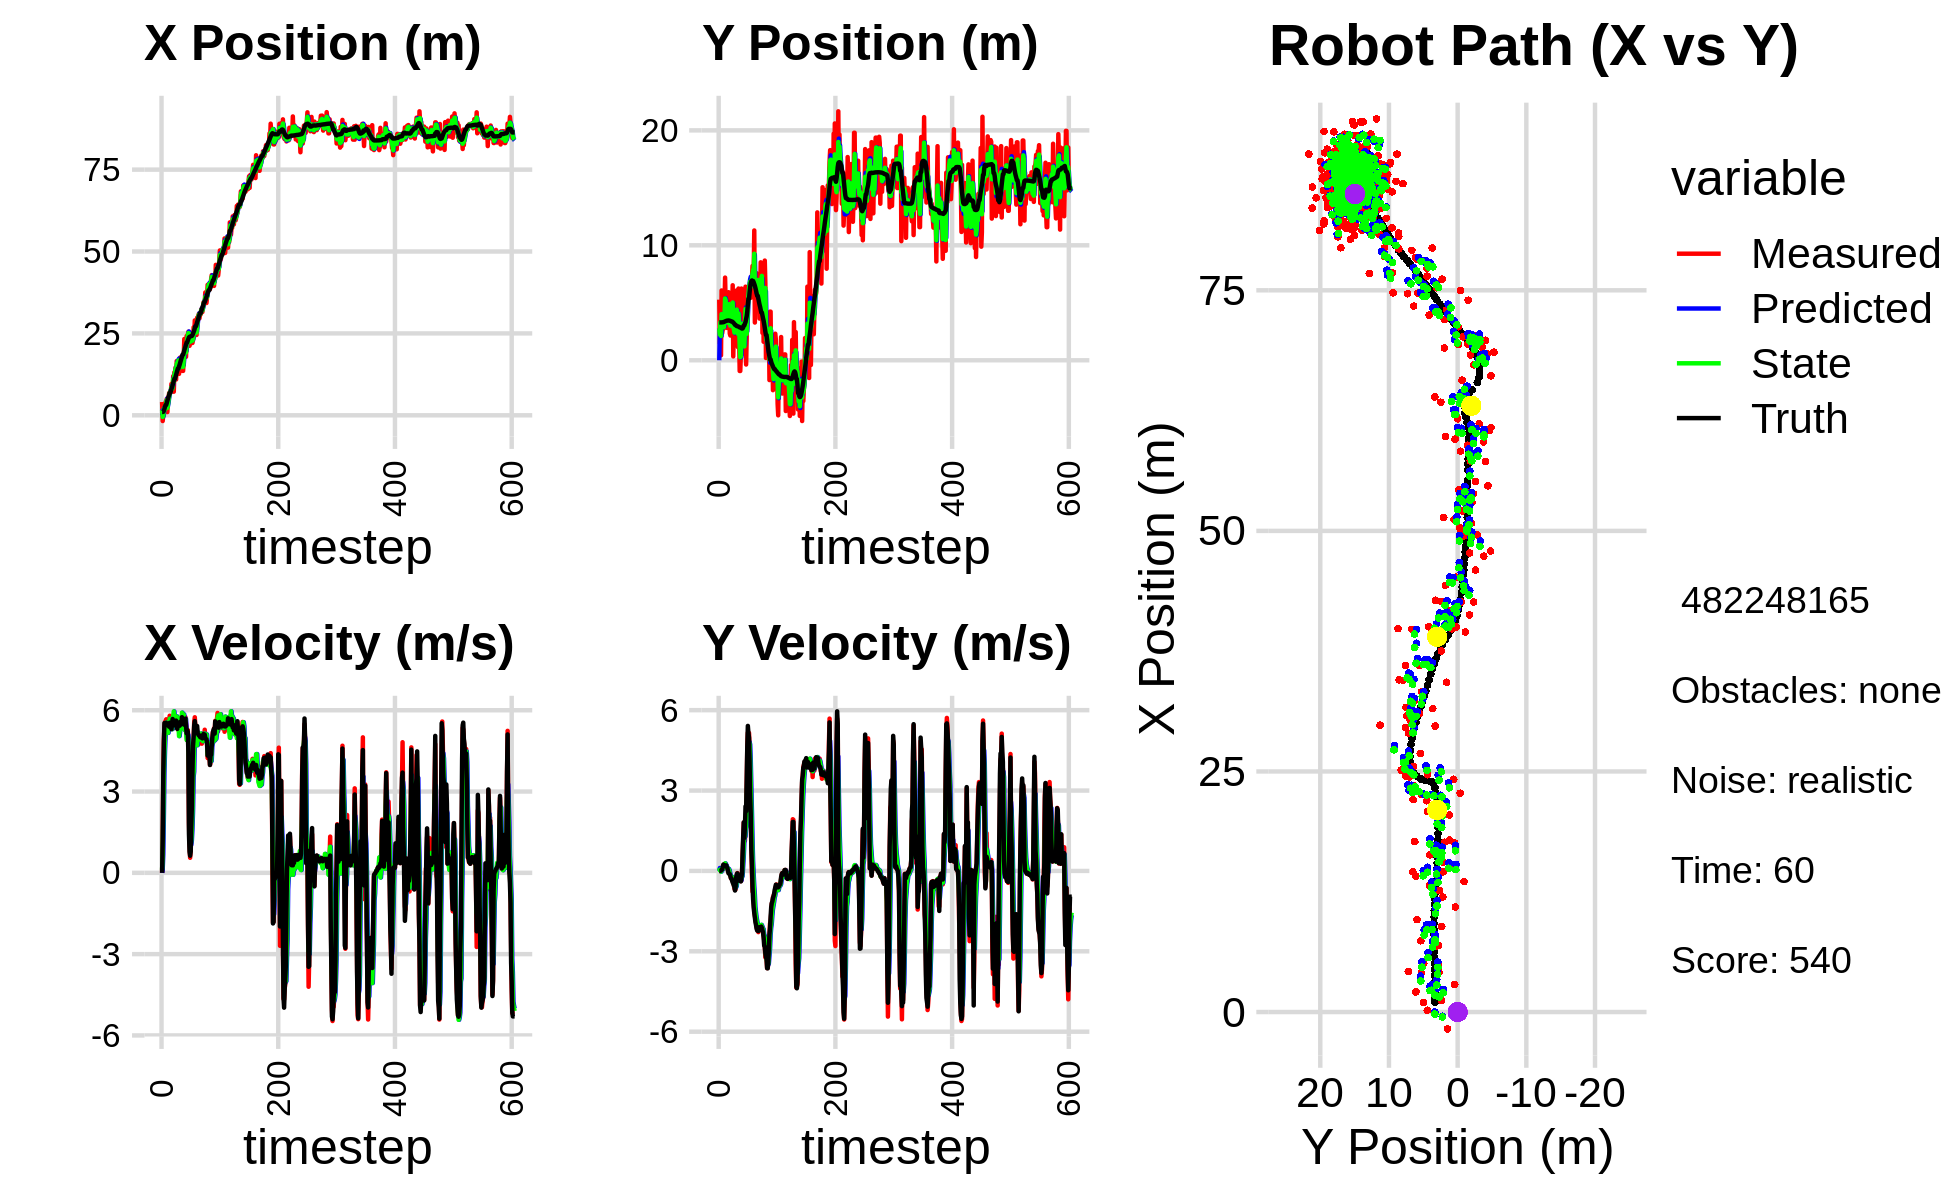 X Position (m)
75
50
25
0
0
200
400
600
timestep
Y Position (m)
20
10
0
0
200
400
600
timestep
X Velocity (m/s)
6
3
0
-3
-6
0
200
400
600
timestep
Y Velocity (m/s)
6
3
0
-3
-6
0
200
400
600
timestep
Robot Path (X vs Y)
X Position (m)
75
50
25
0
20 10 0 -10 -20
Y Position (m)
variable
Measured
Predicted
State
Truth
482248165
Obstacles: none
Noise: realistic
Time: 60
Score: 540